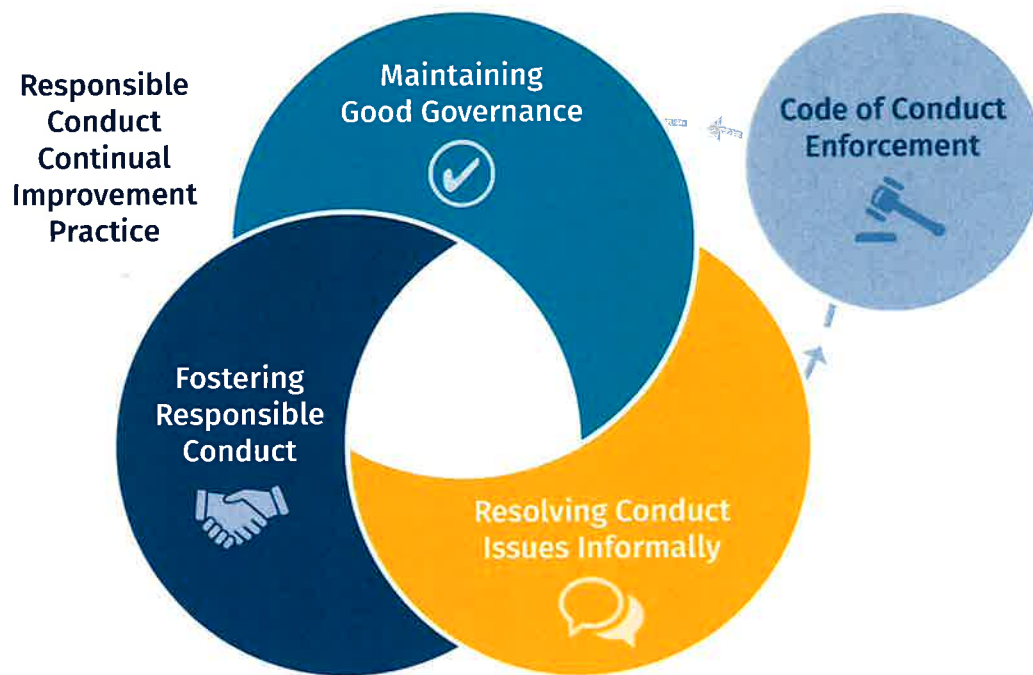 Responsible
Conduct
Continual
Improvement
Practice
Maintaining
Good Governance
Code of Conduct
Enforcement
Fostering
Responsible
Conduct
Resolving Conduct
Issues Informally